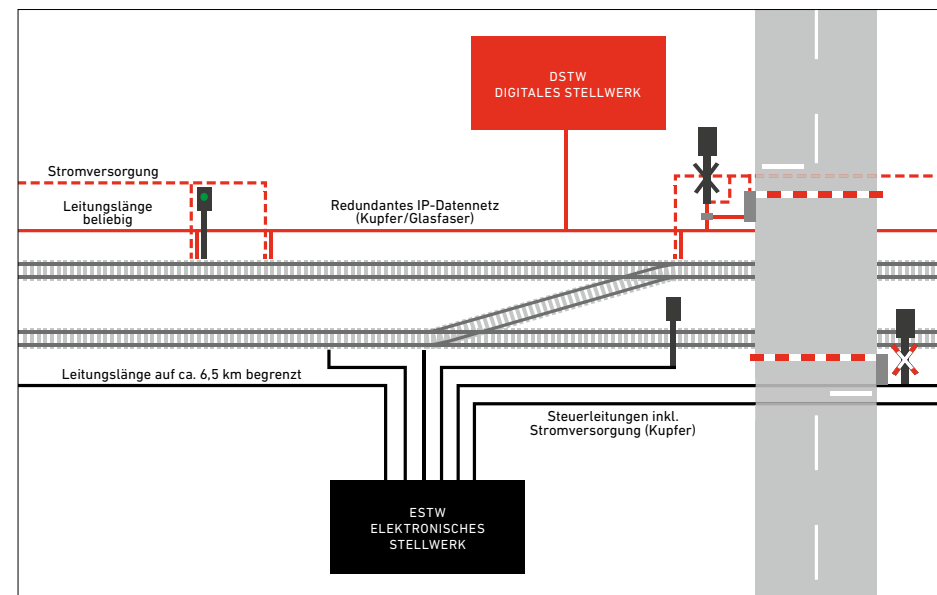 DSTW
DIGITALES STELLWERK
Stromversorgung
Leitungslänge
beliebig
Redundantes IP-Datennetz
(Kupfer/Glasfaser)
Leitungslänge auf ca. 6,5 km begrenzt
Steuerleitungen inkl.
Stromversorgung (Kupfer)
ESTW
ELEKTRONISCHES
STELLWERK